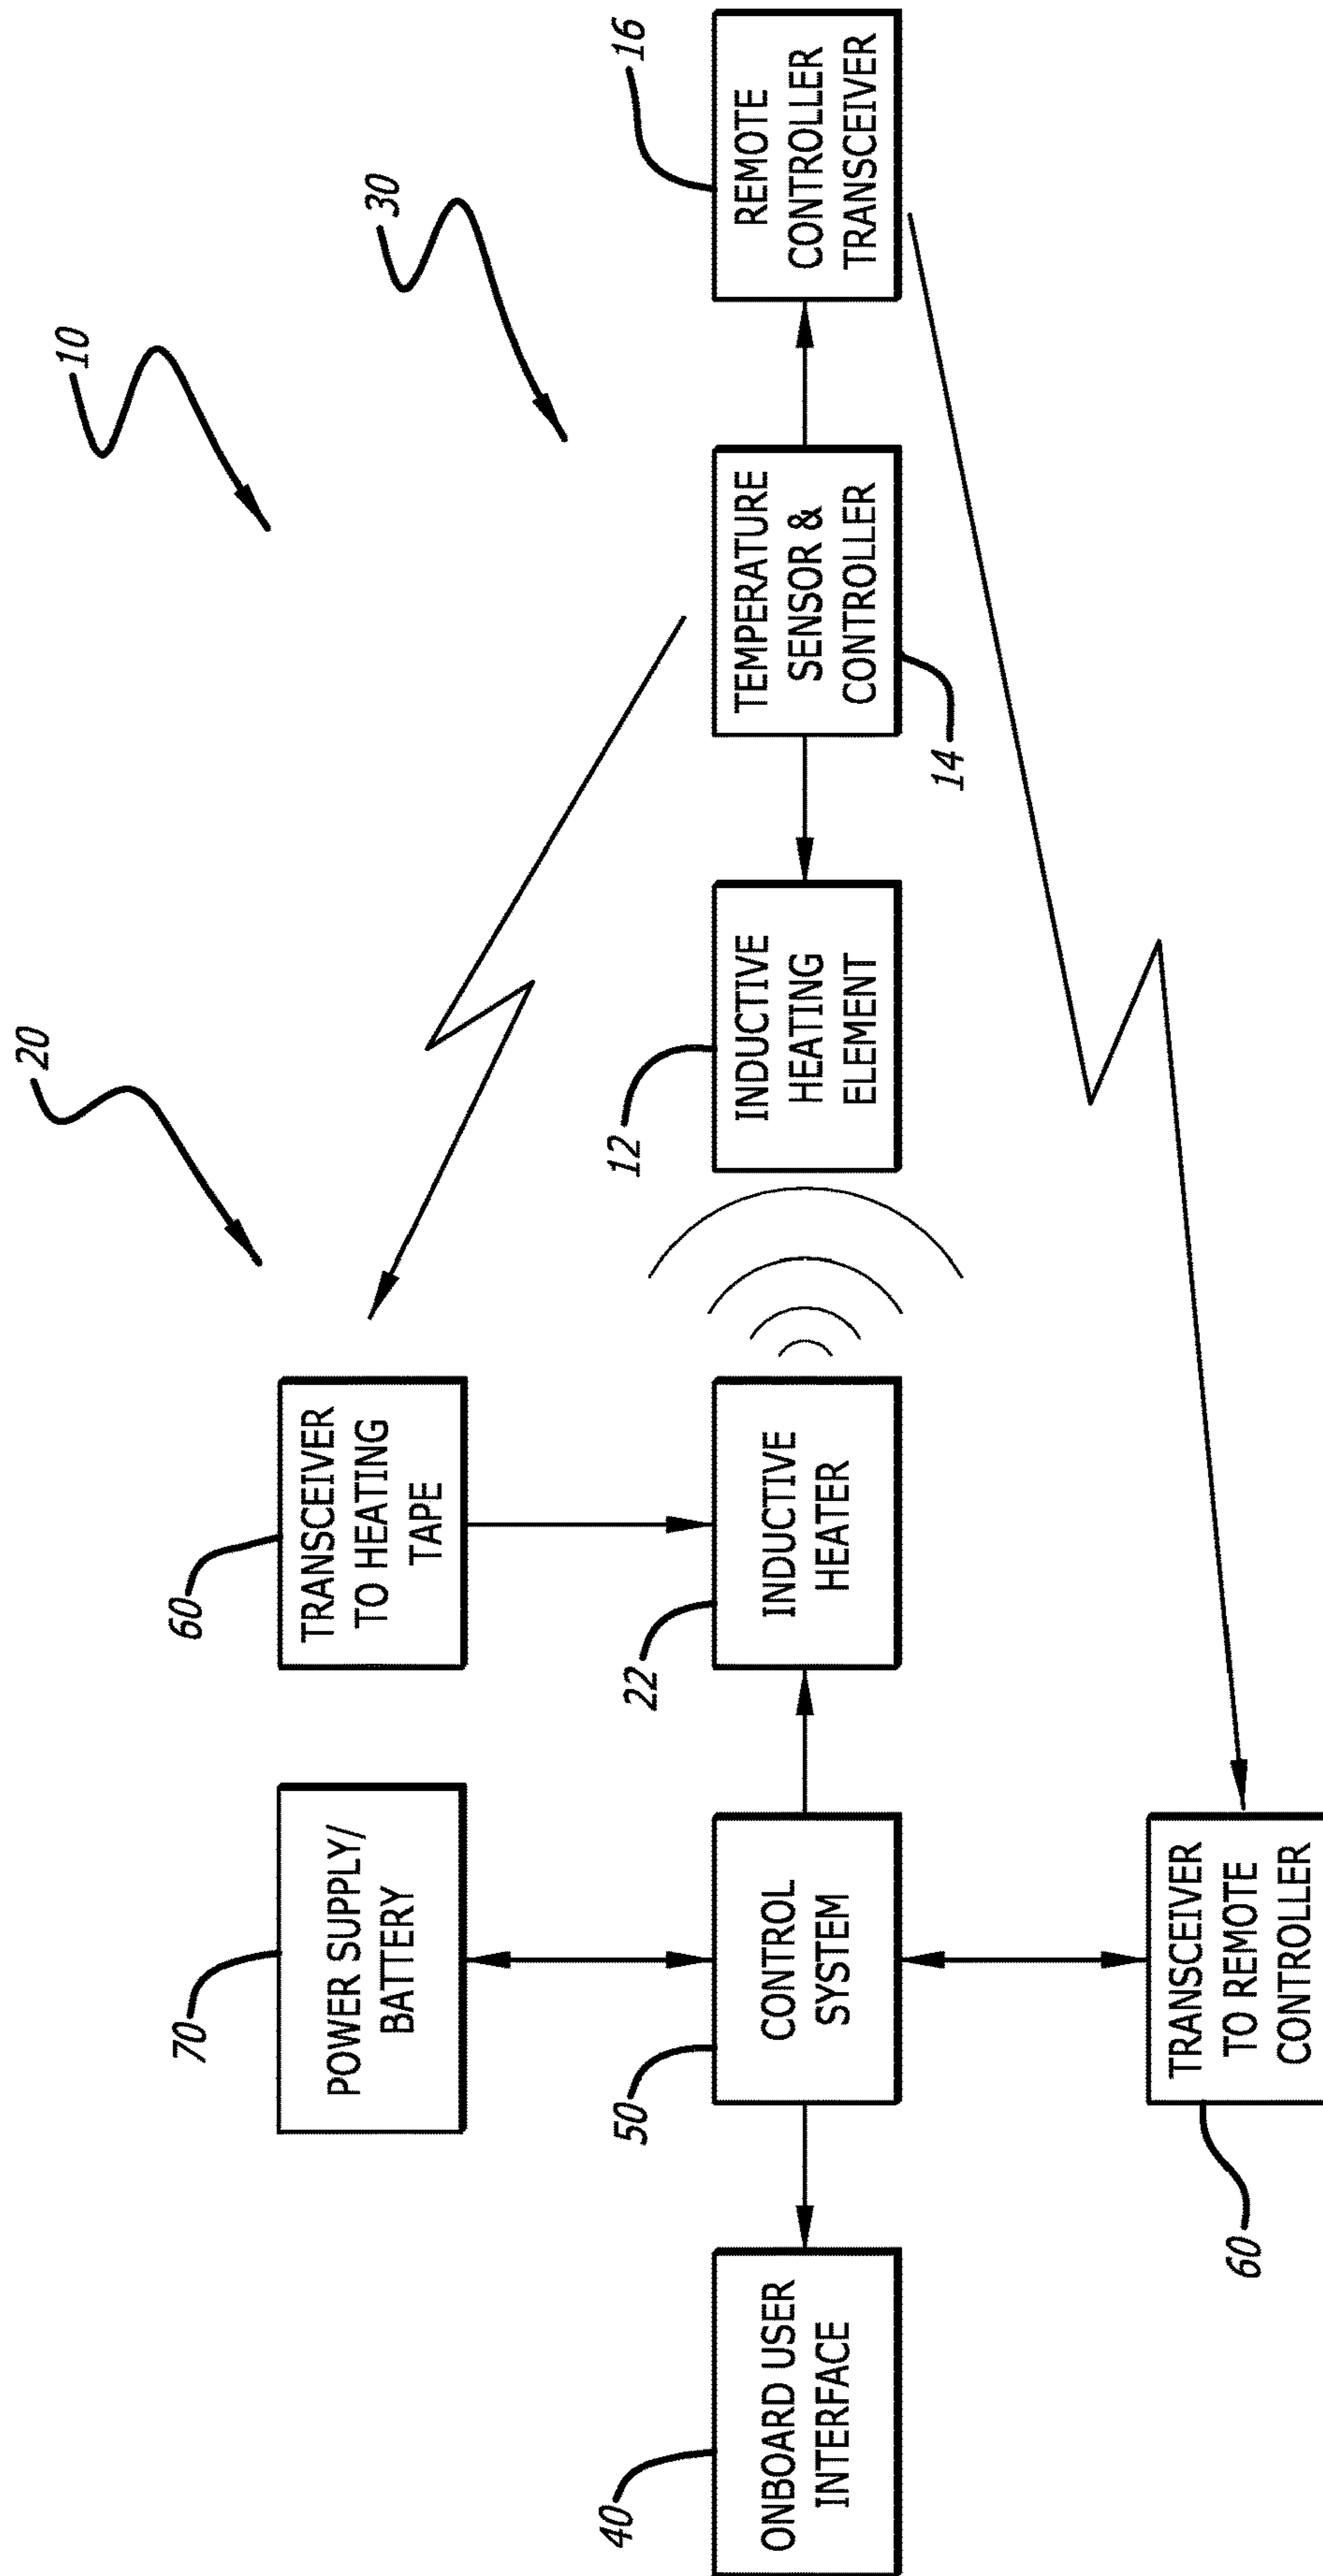 10
20
30
60
TRANSCEIVER
TO HEATING
TAPE
70
POWER SUPPLY/
BATTERY
40
ONBOARD USER
INTERFACE
50
CONTROL
SYSTEM
22
INDUCTIVE
HEATER
12
INDUCTIVE
HEATING
ELEMENT
TEMPERATURE
SENSOR &
CONTROLLER
14
16
REMOTE
CONTROLLER
TRANSCEIVER
TRANSCEIVER
TO REMOTE
CONTROLLER
60